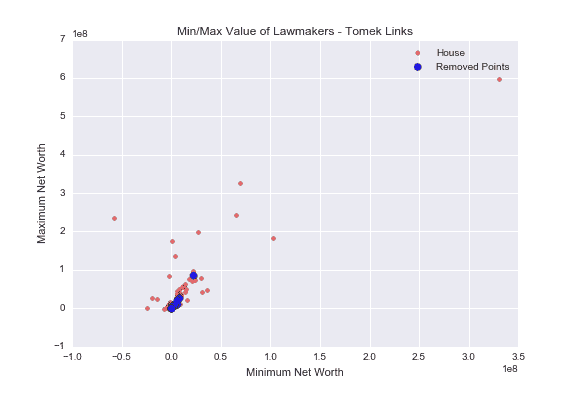 Min/Max Value of Lawmakers - Tomek Links
1e8
7
6
5
4
3
2
1
0
−1
Maximum Net Worth
House
Removed Points
−1.0 −0.5 0.0 0.5 1.0 1.5 2.0 2.5 3.0 3.5
1e8
Minimum Net Worth